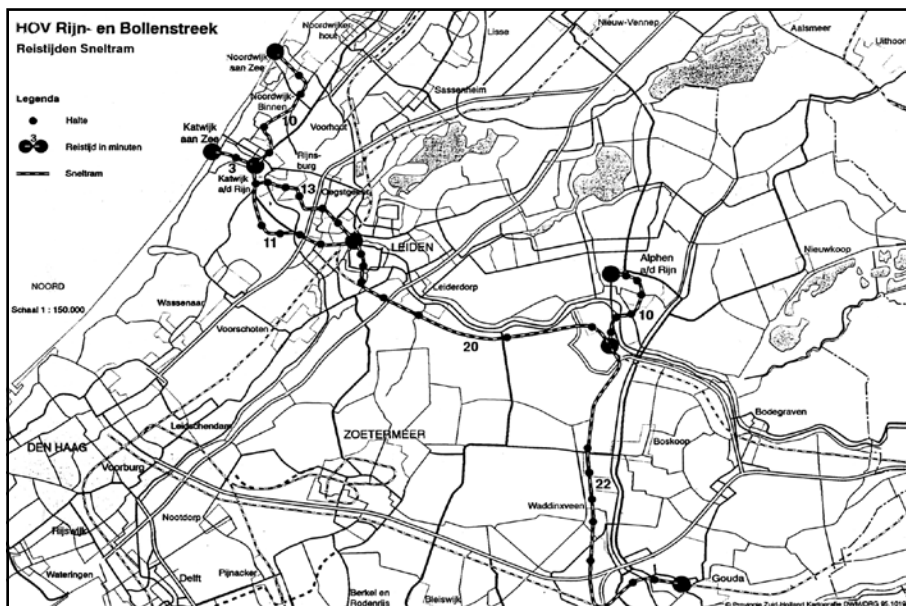 HOV Rijn- en Bollenstreek
Reistijden Sneltram
Legenda
Halte
3
Reistijd in minuten
Sneltram
NOORD
Schaal 1 : 150.000
Noordwijker
hout
Lisse
Nieuw-Vennep
Aalsmeer
Uithoorn
Noordwijk
aan Zee
Sassenheim
Noordwijk-
Binnen
10
Voorhout
Katwijk
aan Zee
3
Rijns-
burg
Katwijk
a/d Rijn
13
Oegstgeest
11
LEIDEN
Leiderdorp
Alphen
a/d Rijn
Nieuwkoop
10
Wassenaar
Voorschoten
20
Leidschendam
ZOETERMEER
Bodegraven
Boskoop
DEN HAAG
Voorburg
22
Waddinxveen
Nootdorp
Rijswijk
Wateringen
Delft
Pijnacker
Berkel en
Rodenrijs
Bleiswijk
Gouda